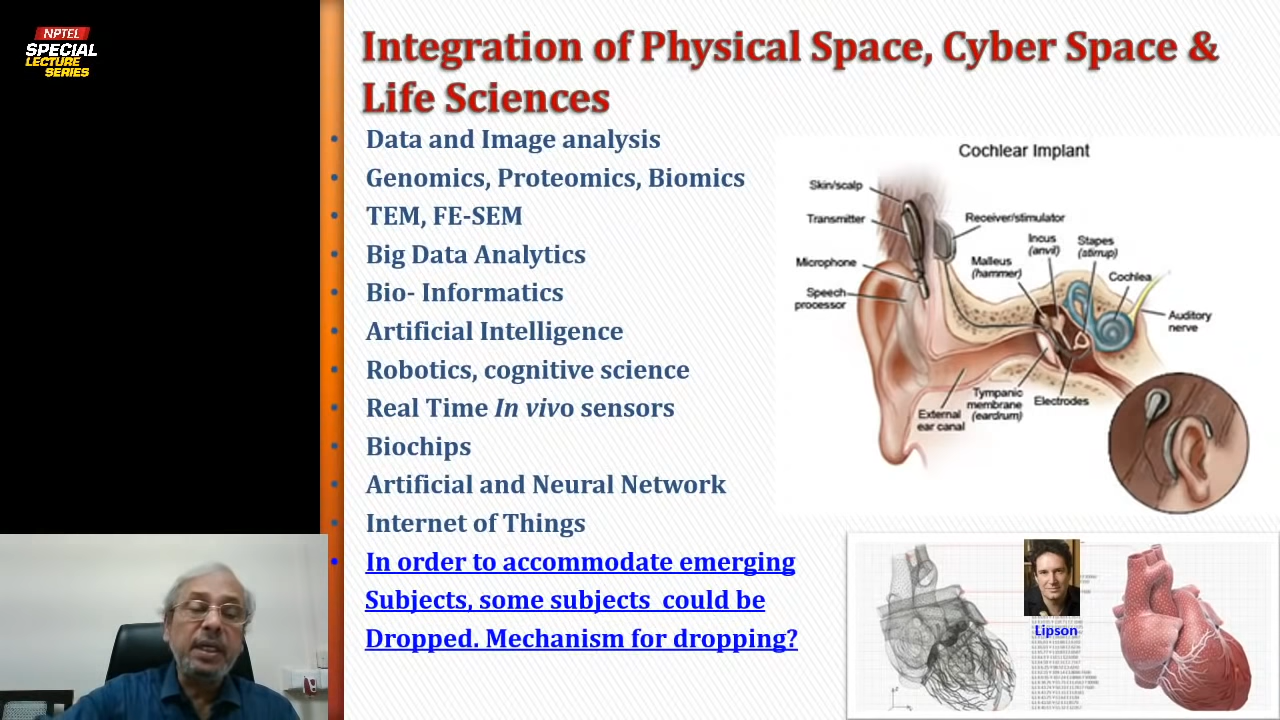 NPTEL
SPECIAL
LECTURE
SERIES
Integration of Physical Space, Cyber Space &
Life Sciences
• Data and Image analysis
• Genomics, Proteomics, Biomics
• TEM, FE-SEM
• Big Data Analytics
• Bio- Informatics
• Artificial Intelligence
• Robotics, cognitive science
• Real Time In vivo sensors
• Biochips
• Artificial and Neural Network
• Internet of Things
• In order to accommodate emerging
Subjects, some subjects could be
Dropped. Mechanism for dropping?
Cochlear Implant
Skin/scalp
Transmitter
Microphone
Speech
processor
Receiver/stimulator
Incus
(anvil)
Stapes
(stirrup)
Malleus
(hammer)
Cochlea
Auditory
nerve
Tympanic
membrane
(eardrum)
Electrodes
External
ear canal
Lipson